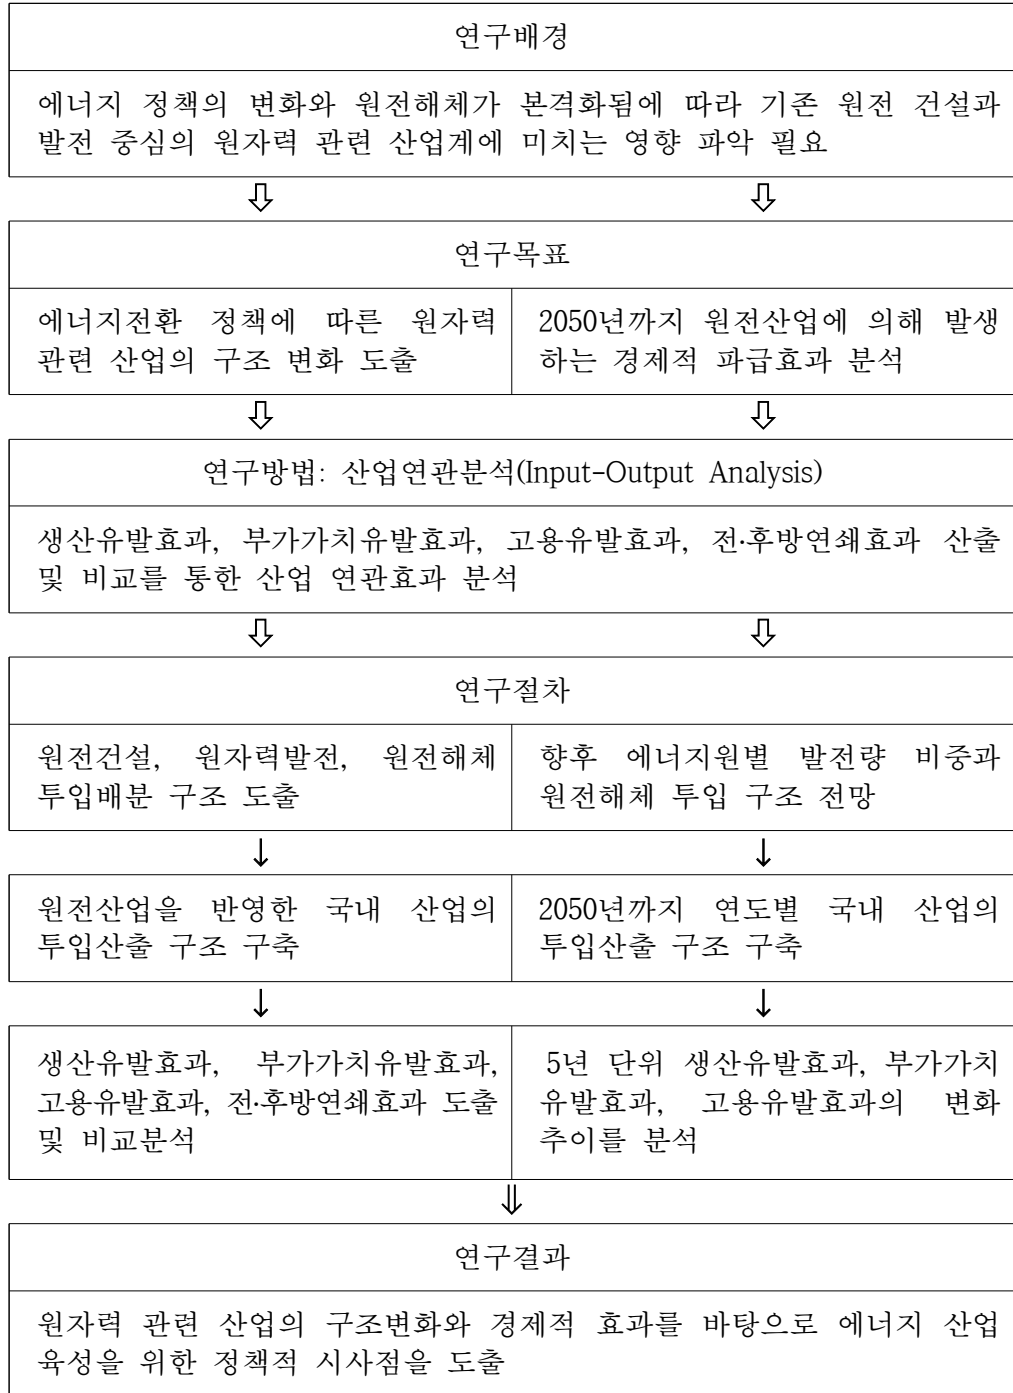 연구배경
에너지 정책의 변화와 원전해체가 본격화됨에 따라 기존 원전 건설과
발전 중심의 원자력 관련 산업계에 미치는 영향 파악 필요
⇩ ⇩
연구목표
에너지전환 정책에 따른 원자력
관련 산업의 구조 변화 도출
2050년까지 원전산업에 의해 발생
하는 경제적 파급효과 분석
⇩ ⇩
연구방법: 산업연관분석(Input-Output Analysis)
생산유발효과, 부가가치유발효과, 고용유발효과, 전·후방연쇄효과 산출
및 비교를 통한 산업 연관효과 분석
⇩ ⇩
연구절차
원전건설, 원자력발전, 원전해체
투입배분 구조 도출
향후 에너지원별 발전량 비중과
원전해체 투입 구조 전망
↓ ↓
원전산업을 반영한 국내 산업의
투입산출 구조 구축
2050년까지 연도별 국내 산업의
투입산출 구조 구축
↓ ↓
생산유발효과, 부가가치유발효과,
고용유발효과, 전·후방연쇄효과 도출
및 비교분석
5년 단위 생산유발효과, 부가가치
유발효과, 고용유발효과의 변화
추이를 분석
⇓
연구결과
원자력 관련 산업의 구조변화와 경제적 효과를 바탕으로 에너지 산업
육성을 위한 정책적 시사점을 도출